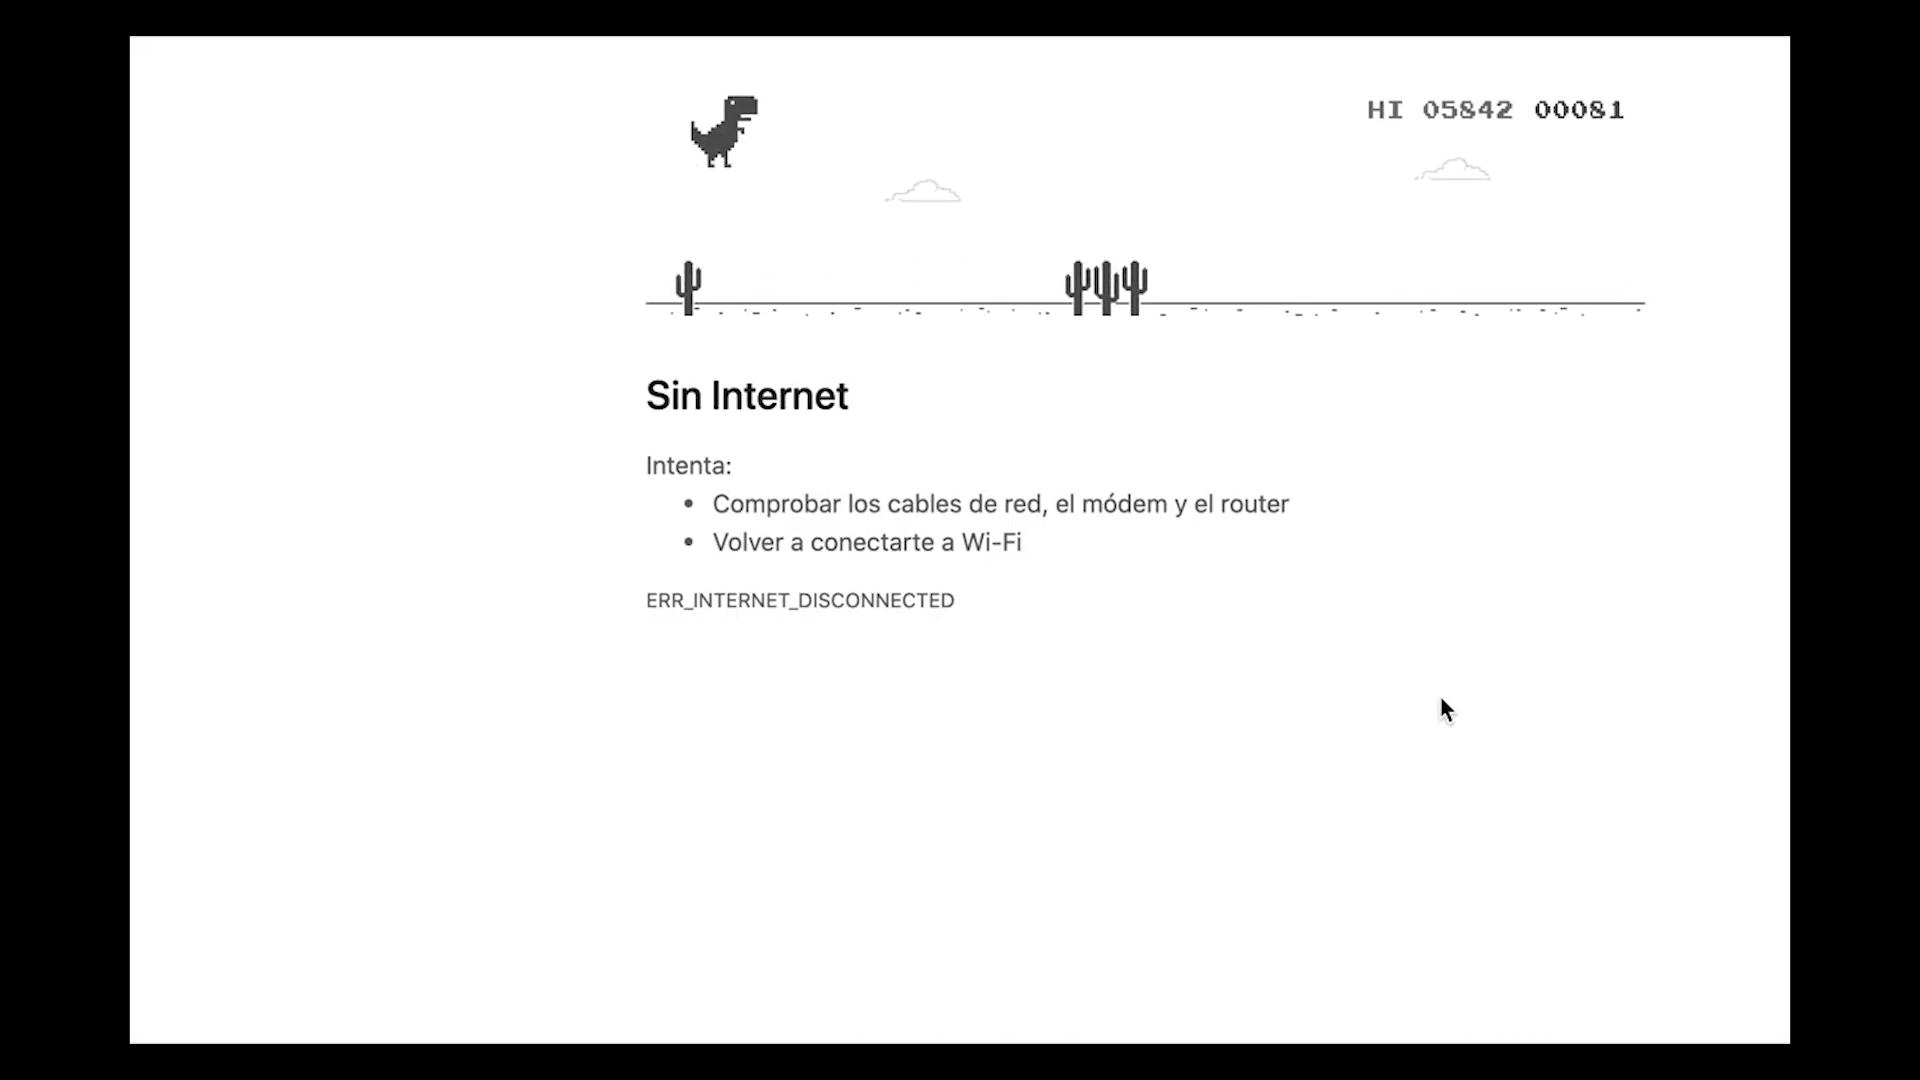 HI 05842 00081
Sin Internet
Intenta:
Comprobar los cables de red, el módem y el router
Volver a conectarte a Wi-Fi
ERR_INTERNET_DISCONNECTED